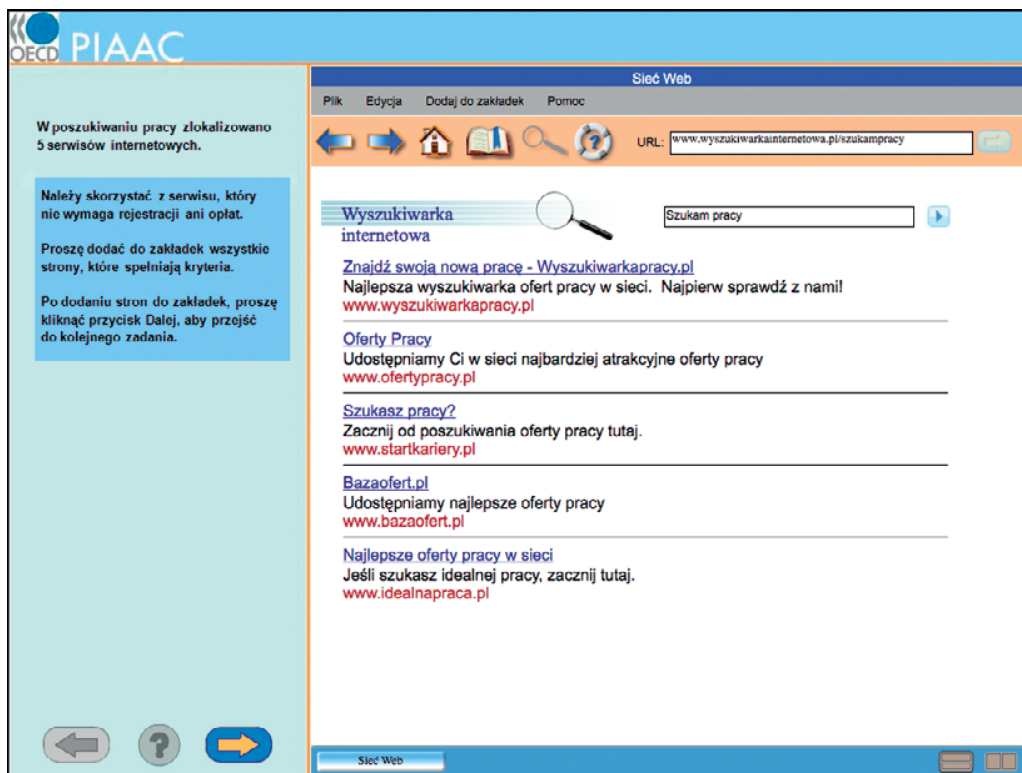 OECD PIAAC
W poszukiwaniu pracy zlokalizowano
5 serwisów internetowych.
Należy skorzystać z serwisu, który
nie wymaga rejestracji ani opłat.
Proszę dodać do zakładek wszystkie
strony, które spełniają kryteria.
Po dodaniu stron do zakładek, proszę
kliknąć przycisk Dalej, aby przejść
do kolejnego zadania.
Sieć Web
Plik Edycja Dodaj do zakładek Pomoc
URL: www.wyszukiwarkainternetowa.pl/szukampracy
Wyszukiwarka
internetowa
Szukam pracy
Znajdź swoją nową pracę - Wyszukiwarkapracy.pl
Najlepsza wyszukiwarka ofert pracy w sieci. Najpierw sprawdź z nami!
www.wyszukiwarkapracy.pl
Oferty Pracy
Udostępniamy Ci w sieci najbardziej atrakcyjne oferty pracy
www.ofertypracy.pl
Szukasz pracy?
Zacznij od poszukiwania oferty pracy tutaj.
www.startkariery.pl
Bazaofert.pl
Udostępniamy najlepsze oferty pracy
www.bazaofert.pl
Najlepsze oferty pracy w sieci
Jeśli szukasz idealnej pracy, zacznij tutaj.
www.idealnapraca.pl
Sieć Web